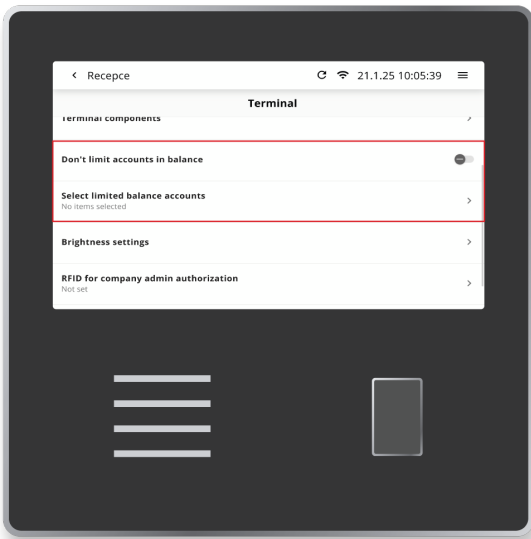 Recepce
21.1.25 10:05:39
Terminal
Terminal components
Don't limit accounts in balance
Select limited balance accounts
No items selected
Brightness settings
RFID for company admin authorization
Not set